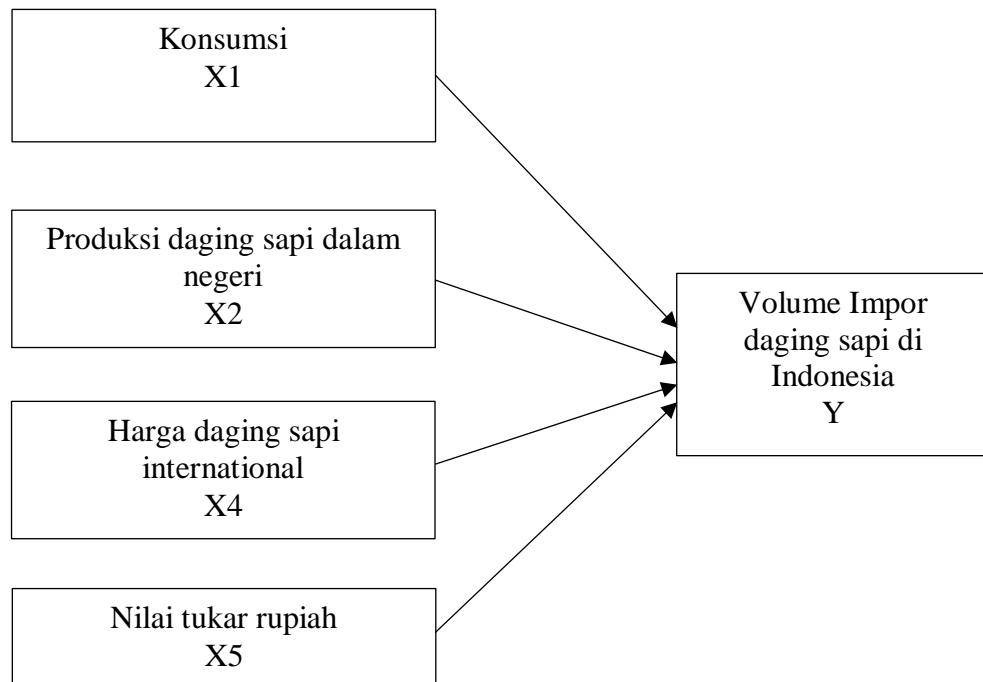 Konsumsi
X1
Produksi daging sapi dalam
negeri
X2
Harga daging sapi
international
X4
Nilai tukar rupiah
X5
Volume Impor
daging sapi di
Indonesia
Y